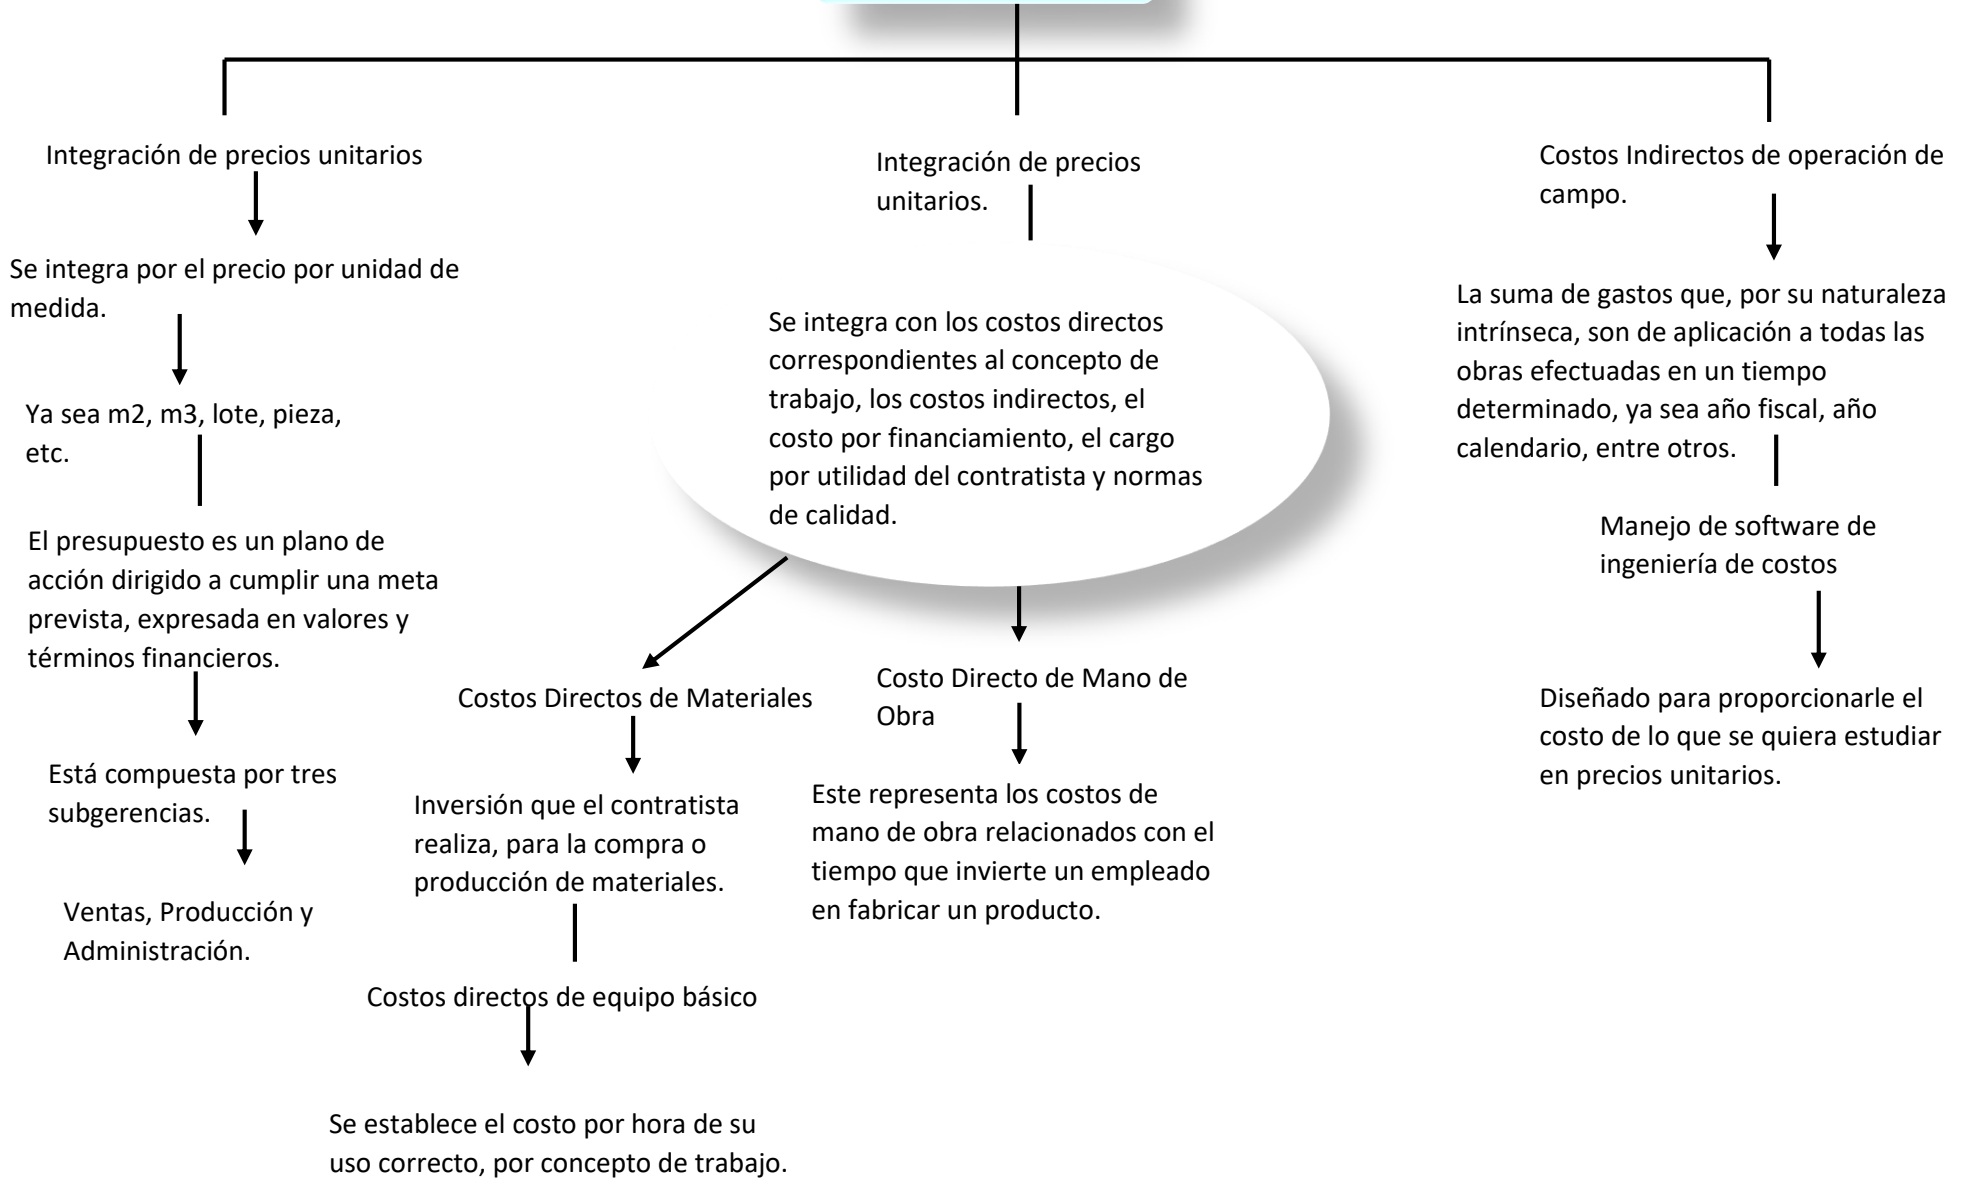 Integración de precios unitarios
Se integra por el precio por unidad de
medida.
Ya sea m2, m3, lote, pieza,
etc.
El presupuesto es un plano de
acción dirigido a cumplir una meta
prevista, expresada en valores y
términos financieros.
Está compuesta por tres
subgerencias.
Ventas, Producción y
Administración.
Integración de precios
unitarios.
Se integra con los costos directos
correspondientes al concepto de
trabajo, los costos indirectos, el
costo por financiamiento, el cargo
por utilidad del contratista y normas
de calidad.
Costos Directos de Materiales
Inversión que el contratista
realiza, para la compra o
producción de materiales.
Costos directos de equipo básico
Se establece el costo por hora de su
uso correcto, por concepto de trabajo.
Costo Directo de Mano de
Obra
Este representa los costos de
mano de obra relacionados con el
tiempo que invierte un empleado
en fabricar un producto.
Costos Indirectos de operación de
campo.
La suma de gastos que, por su naturaleza
intrínseca, son de aplicación a todas las
obras efectuadas en un tiempo
determinado, ya sea año fiscal, año
calendario, entre otros.
Manejo de software de
ingeniería de costos
Diseñado para proporcionarle el
costo de lo que se quiera estudiar
en precios unitarios.